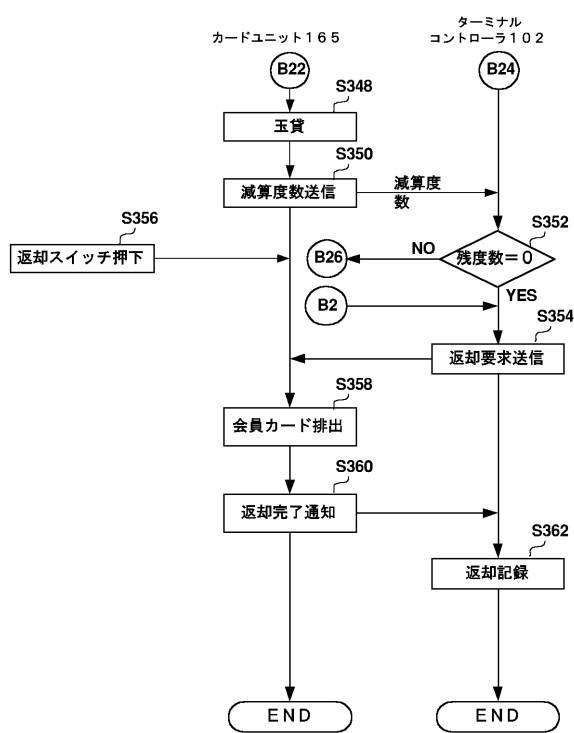 カードユニット１６５
ターミナル
コントローラ１０２
B22
B24
S348
玉貸
S350
減算度数送信
減算度
数
S356
返却スイッチ押下
S352
残度数＝０
NO
B26
YES
B2
S354
返却要求送信
S358
会員カード排出
S360
返却完了通知
S362
返却記録
ＥＮＤ
ＥＮＤ